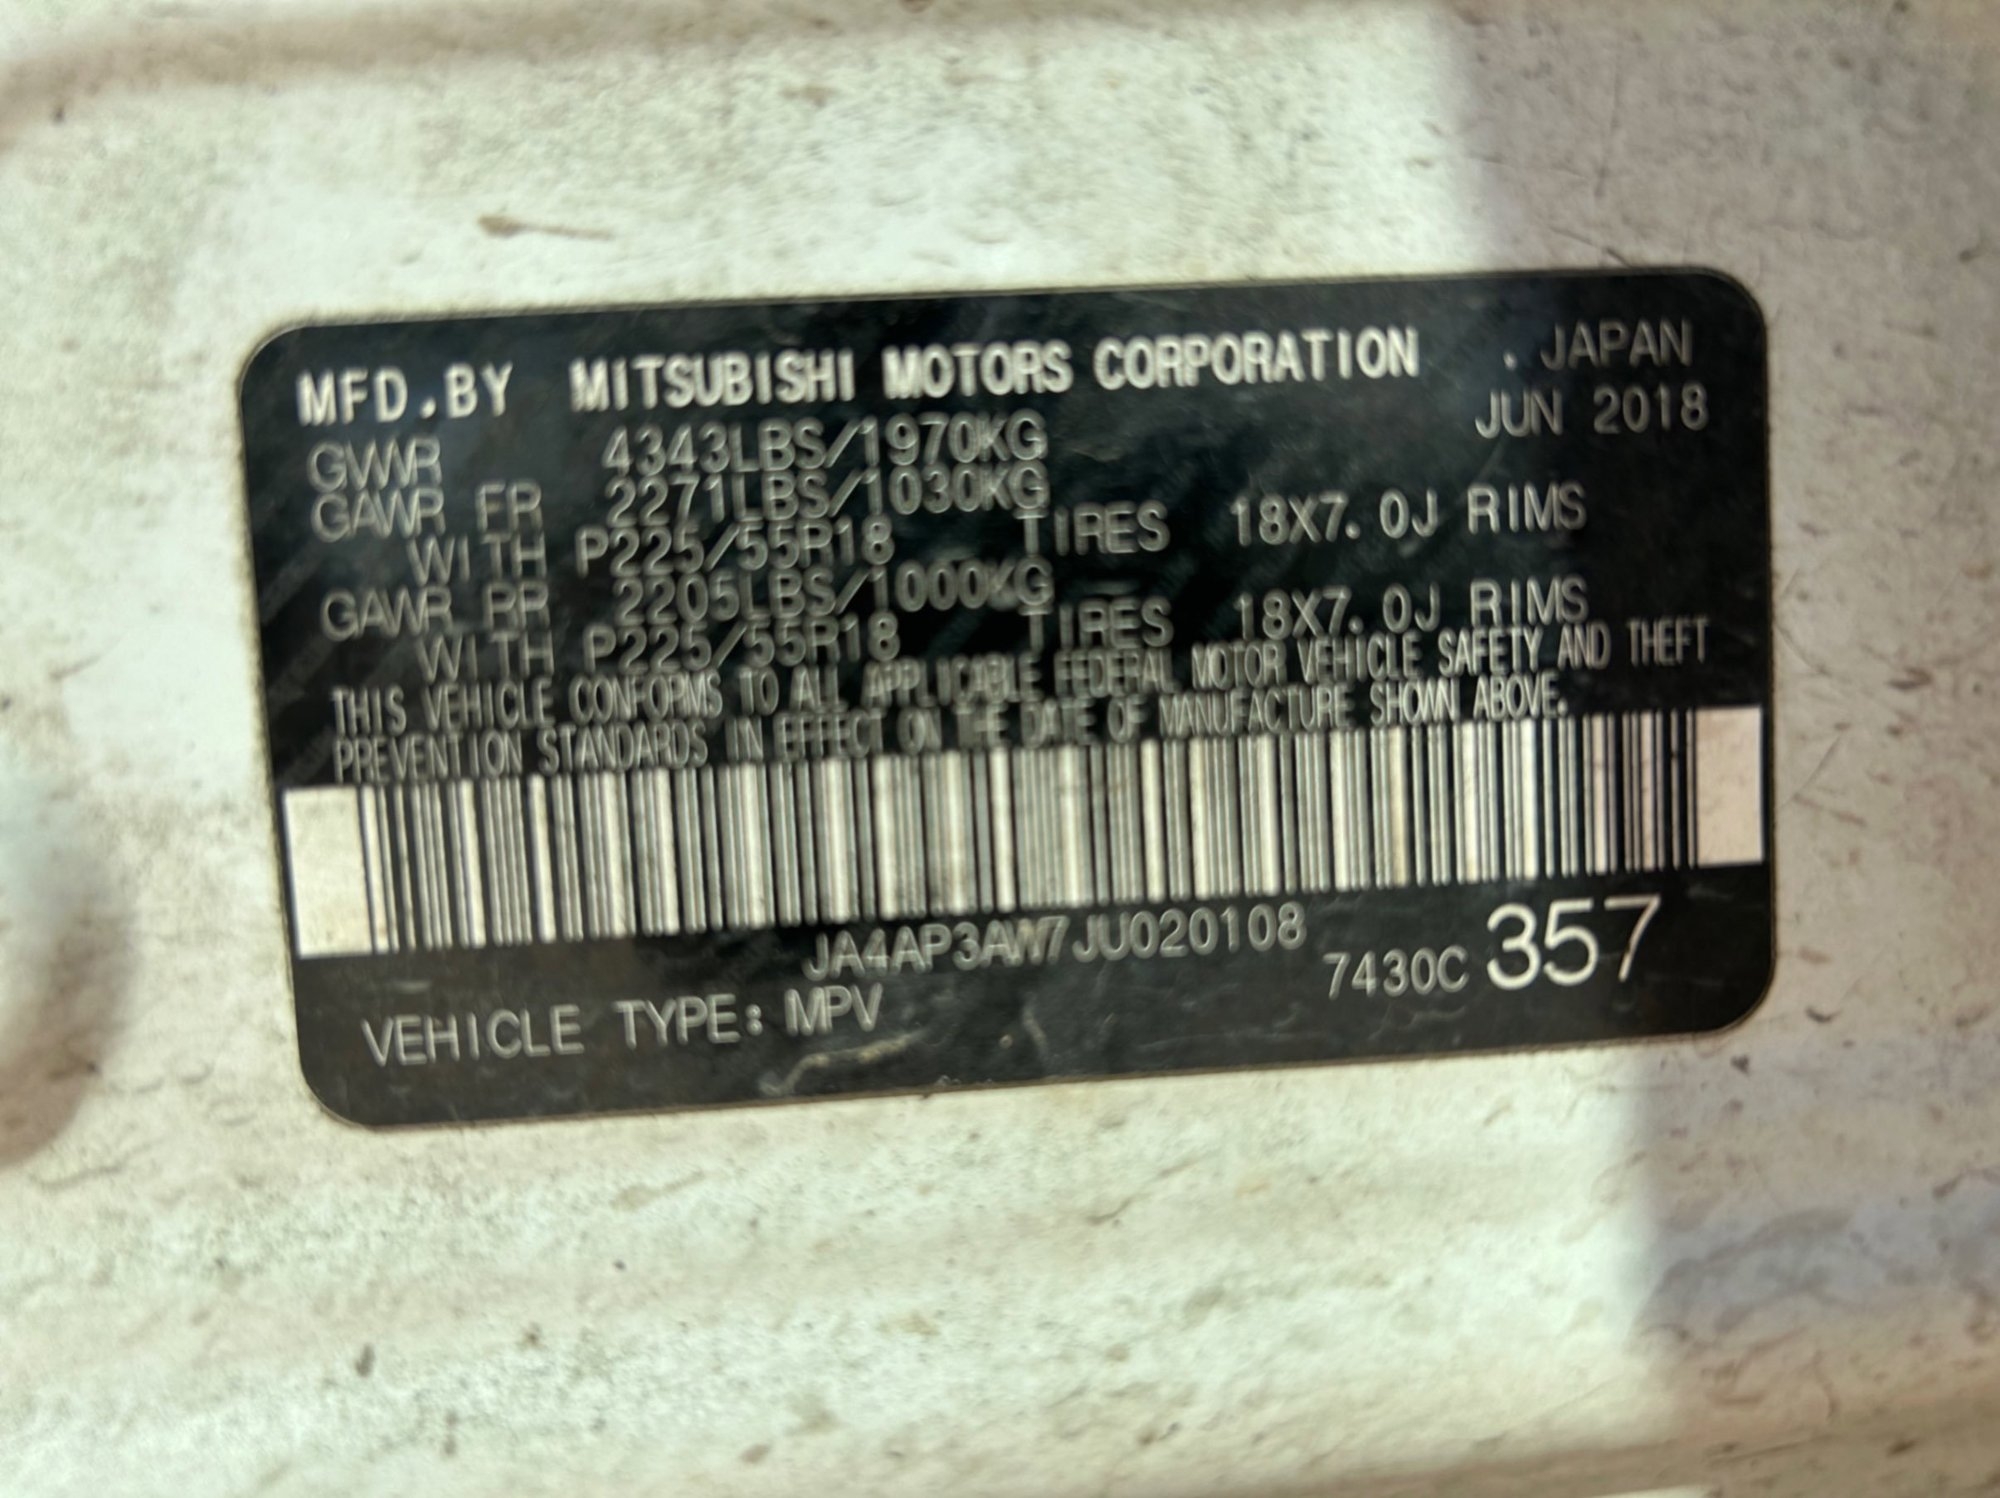 MFD.BY MITSUBISHI MOTORS CORPORATION . JAPAN
JUN 2018
GVWR 4343LBS/1970KG
GAWR FR 2271LBS/1030KG
WITH P225/55R18 TIRES 18X7.0J RIMS
GAWR RR 2205LBS/1000KG
WITH P225/55R18 TIRES 18X7.0J RIMS
THIS VEHICLE CONFORMS TO ALL APPLICABLE FEDERAL MOTOR VEHICLE SAFETY AND THEFT
PREVENTION STANDARDS IN EFFECT ON THE DATE OF MANUFACTURE SHOWN ABOVE.
JA4AP3AW7JU020108
7430C 357
VEHICLE TYPE: MPV